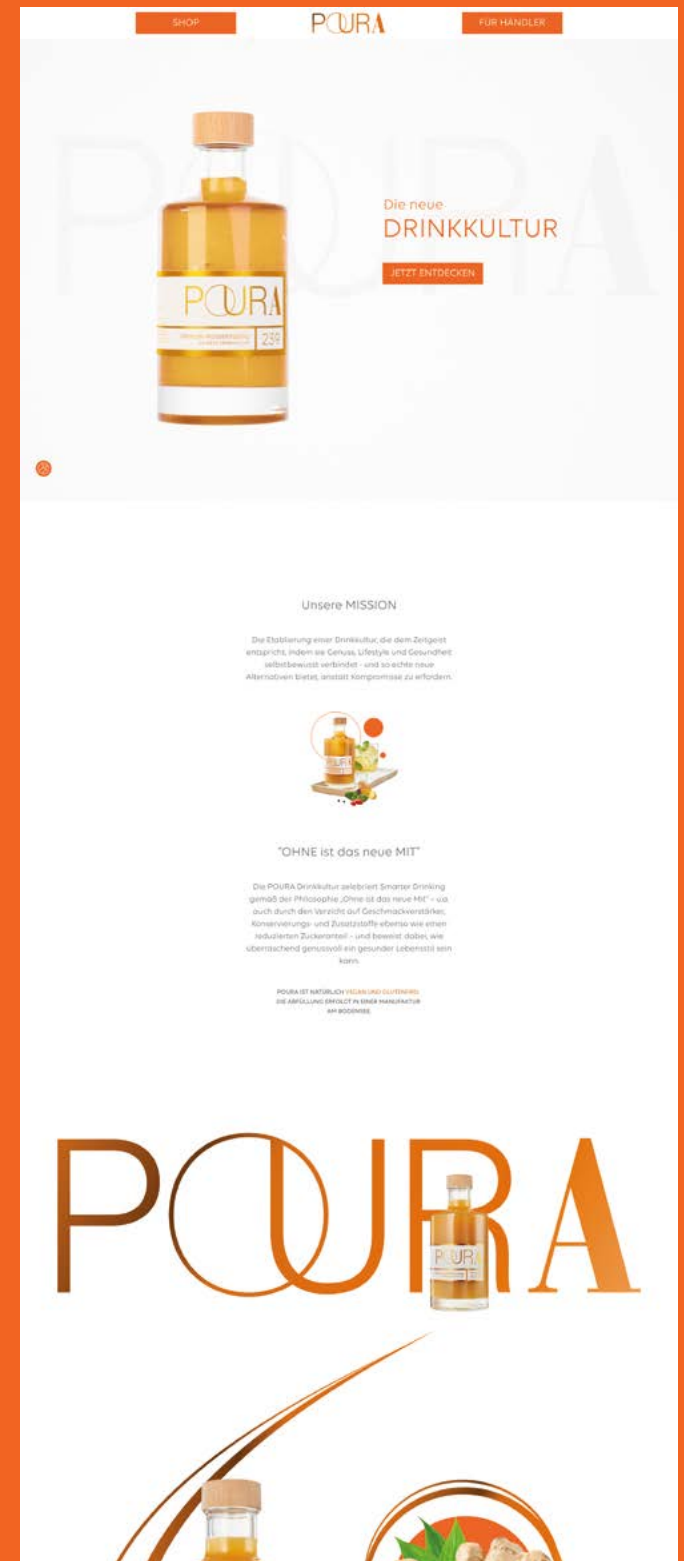 SHOP
POURA
FÜR HÄNDLER
POURA
Die neue
DRINKKULTUR
JETZT ENTDECKEN
POURA
239
Unsere MISSION
Die Etablierung einer Drinkkultur, die dem Zeitgeist
entspricht, indem sie Genuss, Lifestyle und Gesundheit
selbstbewusst verbindet - und so echte neue
Alternativen bietet, anstatt Kompromisse zu erfordern.
POURA
"OHNE ist das neue MIT"
Die POURA Drinkkultur zelebriert Smarter Drinking
gemäß der Philosophie „Ohne ist das neue Mit" – u.a.
auch durch den Verzicht auf Geschmackverstärker,
Konservierungs- und Zusatzstoffe ebenso wie einen
reduzierten Zuckeranteil – und beweist dabei, wie
überraschend genussvoll ein gesunder Lebensstil sein
kann.
POURA IST NATÜRLICH VEGAN UND GLUTENFREI.
DIE ABFÜLLUNG ERFOLGT IN EINER MANUFAKTUR
AM BODENSEE.
POURA
POURA